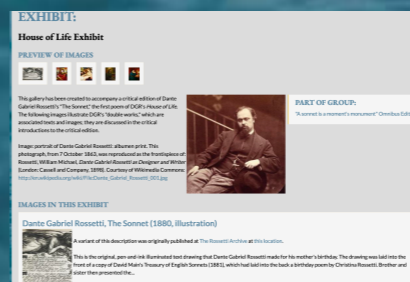 EXHIBIT:
House of Life Exhibit
PREVIEW OF IMAGES
This gallery has been created to accompany a critical edition of Dante
Gabriel Rossetti's "The Sonnet," the first poem of DGR's House of Life.
The following images illustrate DGR's "double works," which are
associated texts and images; they are discussed in the critical
introductions to the critical edition.
Image: portrait of Dante Gabriel Rossetti: albumen print. This
photograph, from 7 October 1863, was reproduced as the frontispiece of:
Rossetti, William Michael, Dante Gabriel Rossetti as Designer and Writer
(London: Cassell and Company, 1898). Courtesy of Wikimedia Commons:
http://en.wikipedia.org/wiki/File:Dante_Gabriel_Rossetti_001.jpg
PART OF GROUP:
"A sonnet is a moment's monument." Omnibus Edit
IMAGES IN THIS EXHIBIT
Dante Gabriel Rossetti, The Sonnet (1880, illustration)
A variant of this description was originally published at The Rossetti Archive at this location.
This is the original, pen-and-ink illuminated text drawing that Dante Gabriel Rossetti made for his mother's birthday. The drawing was laid into the
front of a copy of David Main's Treasury of English Sonnets (1881), which had laid into the back a birthday poem by Christina Rossetti. Brother and
sister then presented the...